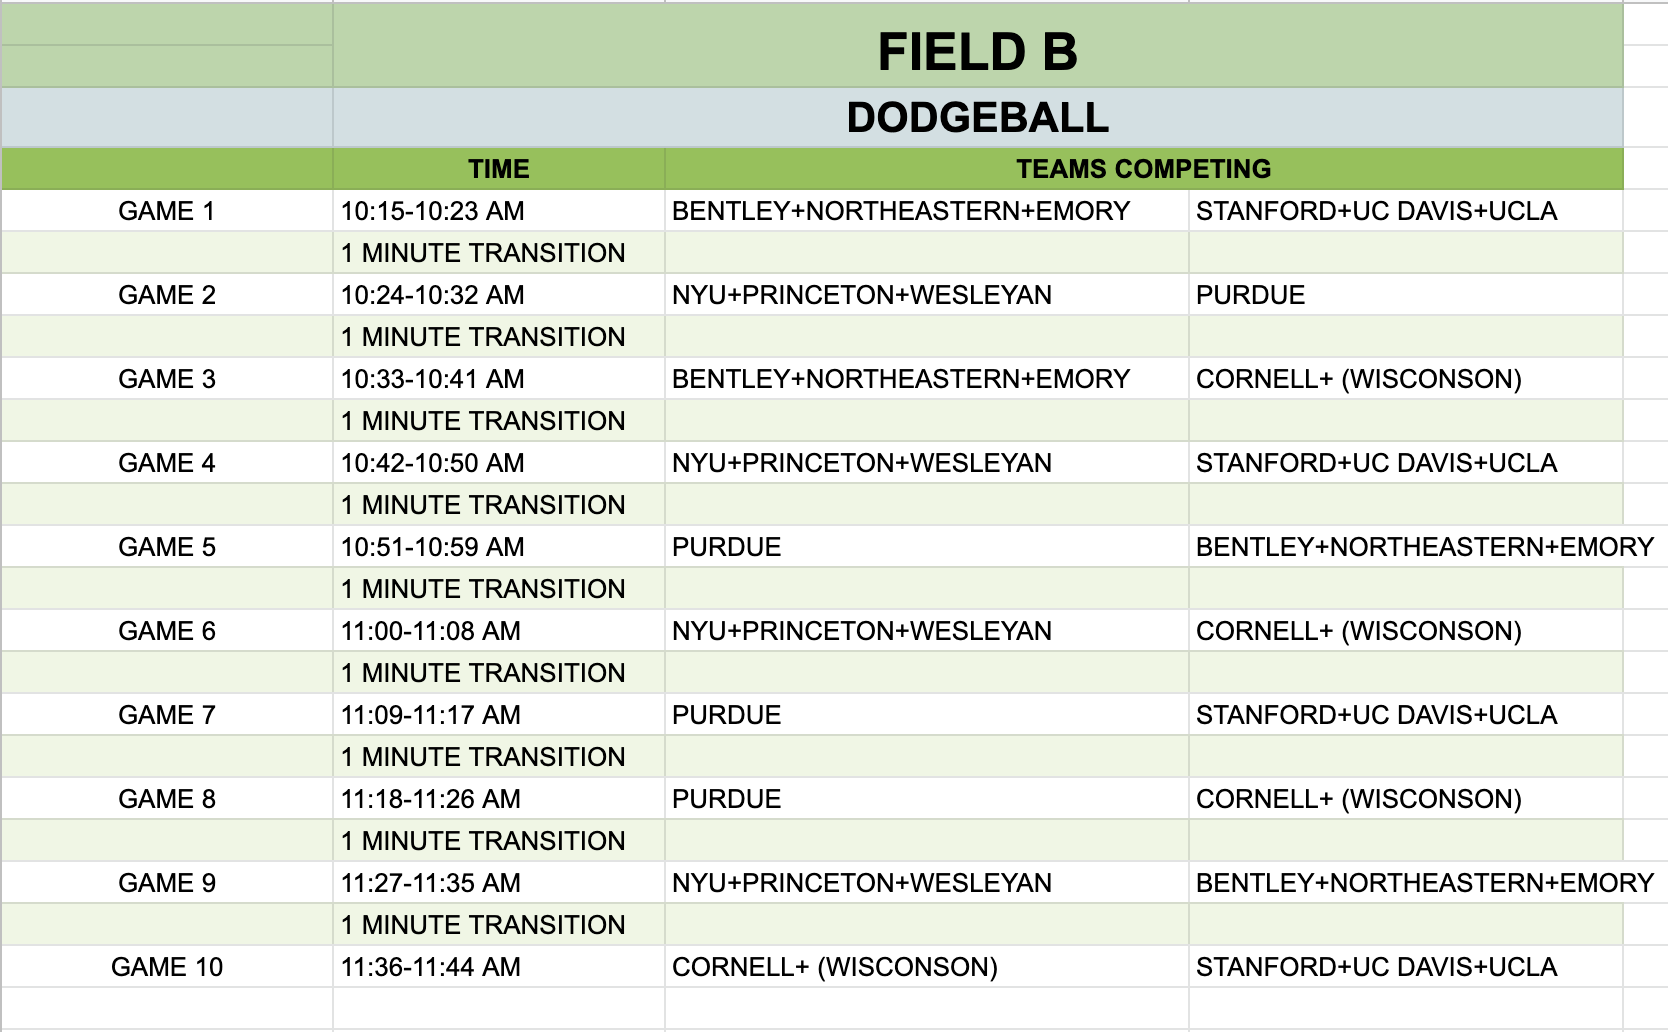 FIELD B
DODGEBALL
TIME TEAMS COMPETING
GAME 1 10:15-10:23 AM BENTLEY+NORTHEASTERN+EMORY STANFORD+UC DAVIS+UCLA
1 MINUTE TRANSITION
GAME 2 10:24-10:32 AM NYU+PRINCETON+WESLEYAN PURDUE
1 MINUTE TRANSITION
GAME 3 10:33-10:41 AM BENTLEY+NORTHEASTERN+EMORY CORNELL+ (WISCONSON)
1 MINUTE TRANSITION
GAME 4 10:42-10:50 AM NYU+PRINCETON+WESLEYAN STANFORD+UC DAVIS+UCLA
1 MINUTE TRANSITION
GAME 5 10:51-10:59 AM PURDUE BENTLEY+NORTHEASTERN+EMORY
1 MINUTE TRANSITION
GAME 6 11:00-11:08 AM NYU+PRINCETON+WESLEYAN CORNELL+ (WISCONSON)
1 MINUTE TRANSITION
GAME 7 11:09-11:17 AM PURDUE STANFORD+UC DAVIS+UCLA
1 MINUTE TRANSITION
GAME 8 11:18-11:26 AM PURDUE CORNELL+ (WISCONSON)
1 MINUTE TRANSITION
GAME 9 11:27-11:35 AM NYU+PRINCETON+WESLEYAN BENTLEY+NORTHEASTERN+EMORY
1 MINUTE TRANSITION
GAME 10 11:36-11:44 AM CORNELL+ (WISCONSON) STANFORD+UC DAVIS+UCLA